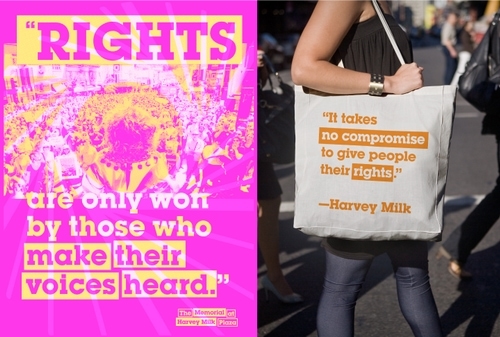 “RIGHTS
are only won
by those who
make their
voices heard.”
The Memorial at
Harvey Milk Plaza
“It takes
no compromise
to give people
their rights.”
—Harvey Milk